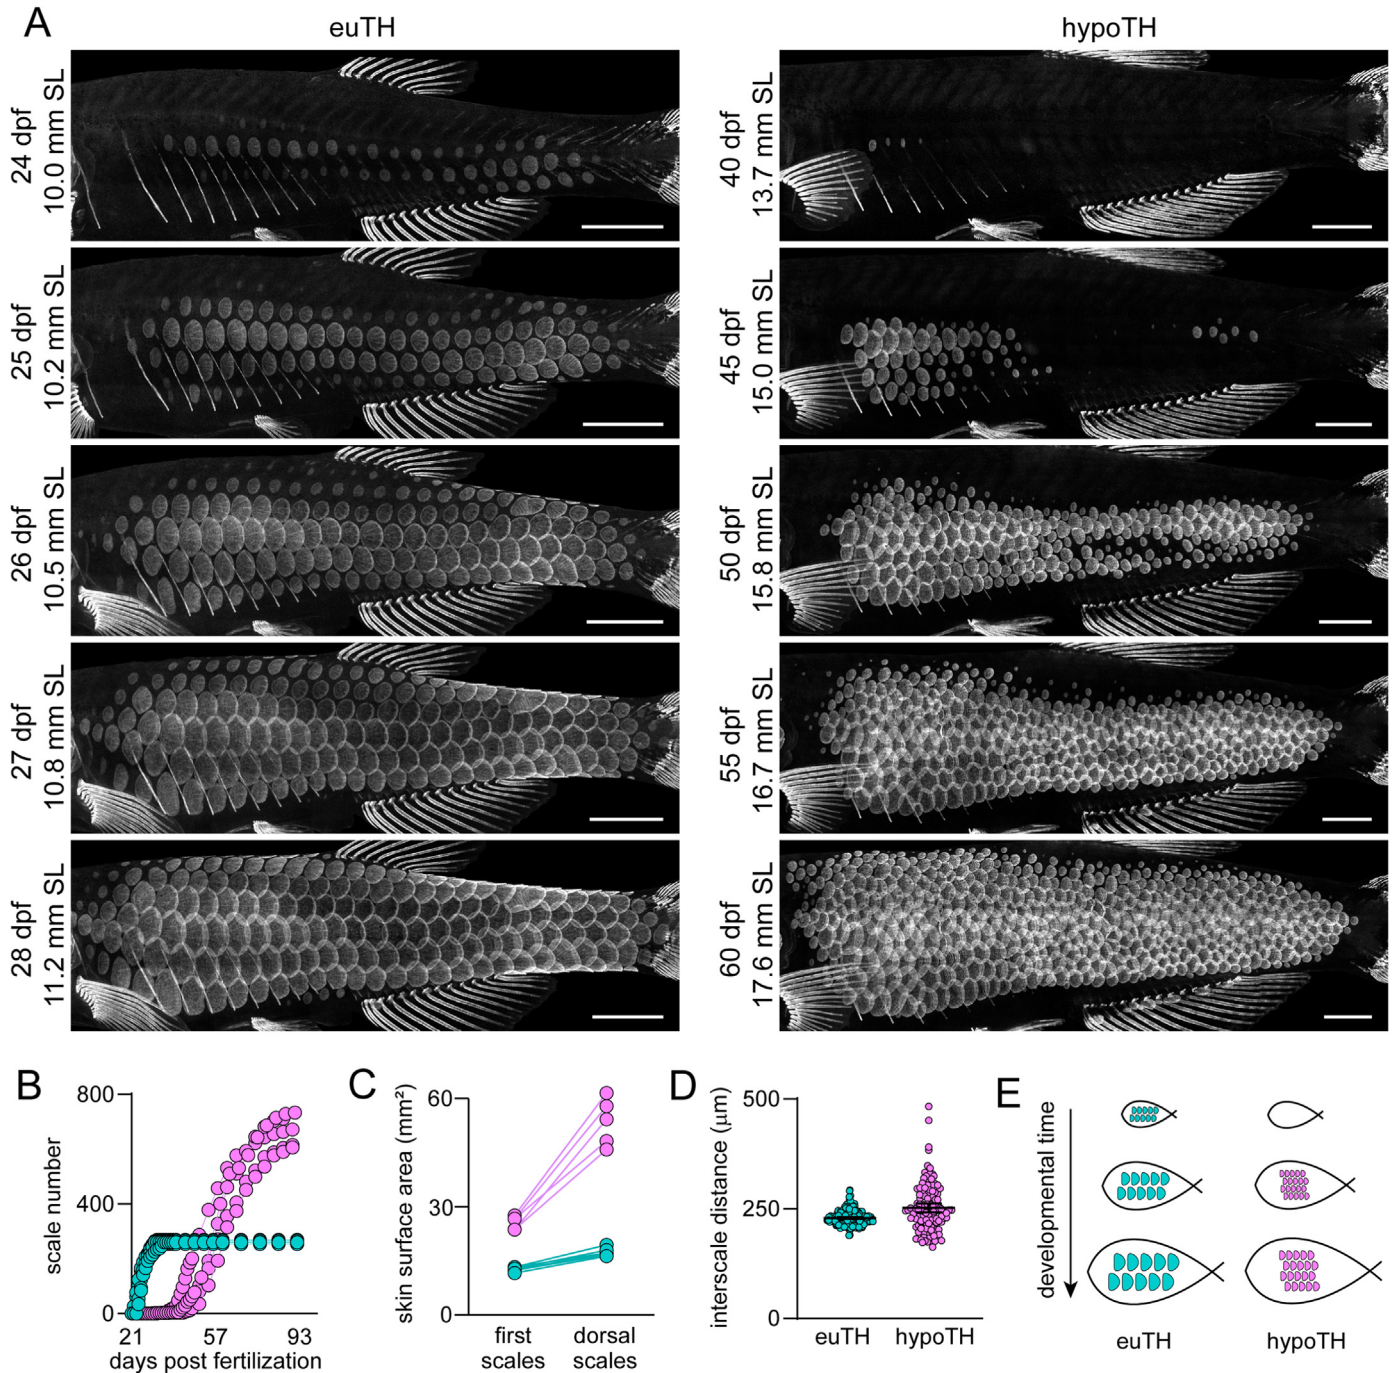 A
euTH
hypoTH
24 dpf
10.0 mm SL
40 dpf
13.7 mm SL
25 dpf
10.2 mm SL
45 dpf
15.0 mm SL
26 dpf
10.5 mm SL
50 dpf
15.8 mm SL
27 dpf
10.8 mm SL
55 dpf
16.7 mm SL
28 dpf
11.2 mm SL
60 dpf
17.6 mm SL
B
scale number
800
400
0
21
57
93
days post fertilization
C
skin surface area (mm²)
60
30
0
first
scales
dorsal
scales
D
interscale distance (μm)
500
250
0
euTH
hypoTH
E
developmental time
euTH
hypoTH